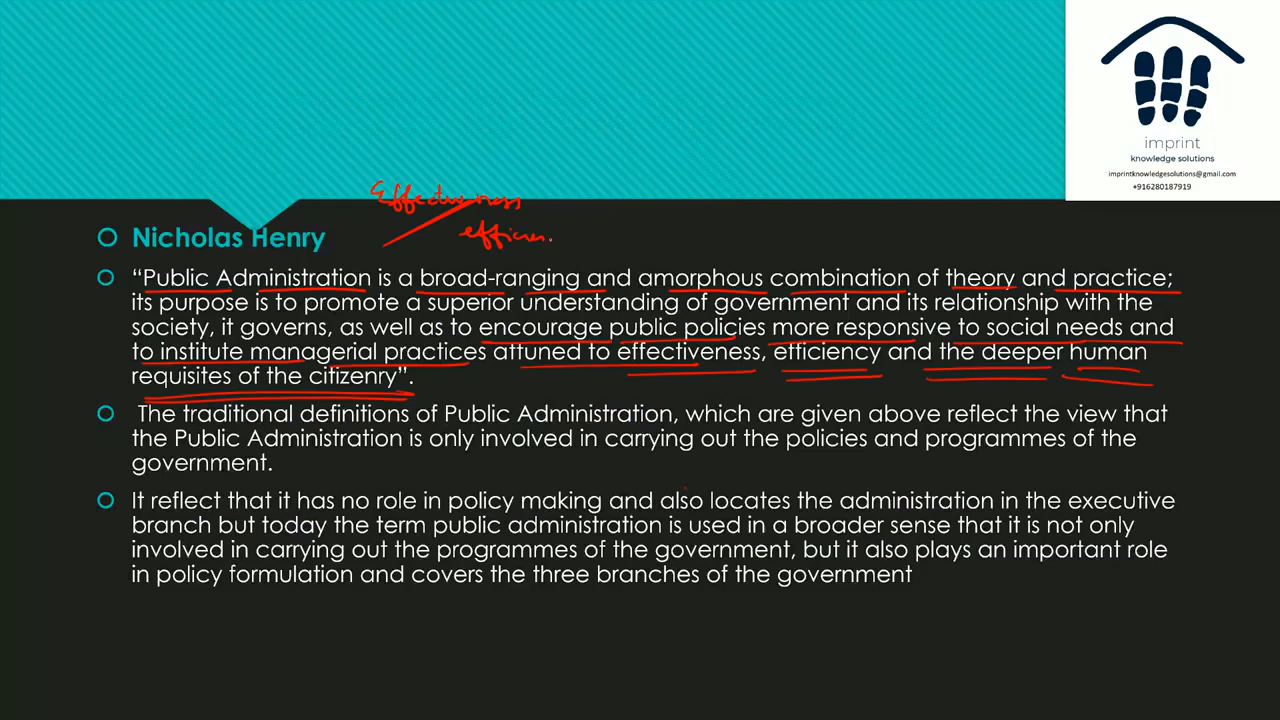 imprint
knowledge solutions
imprintknowledgesolutions@gmail.com
+916280187919
Effectiveness
Nicholas Henry
“Public Administration is a broad-ranging and amorphous combination of theory and practice;
its purpose is to promote a superior understanding of government and its relationship with the
society, it governs, as well as to encourage public policies more responsive to social needs and
to institute managerial practices attuned to effectiveness, efficiency and the deeper human
requisites of the citizenry”.
The traditional definitions of Public Administration, which are given above reflect the view that
the Public Administration is only involved in carrying out the policies and programmes of the
government.
It reflect that it has no role in policy making and also locates the administration in the executive
branch but today the term public administration is used in a broader sense that it is not only
involved in carrying out the programmes of the government, but it also plays an important role
in policy formulation and covers the three branches of the government